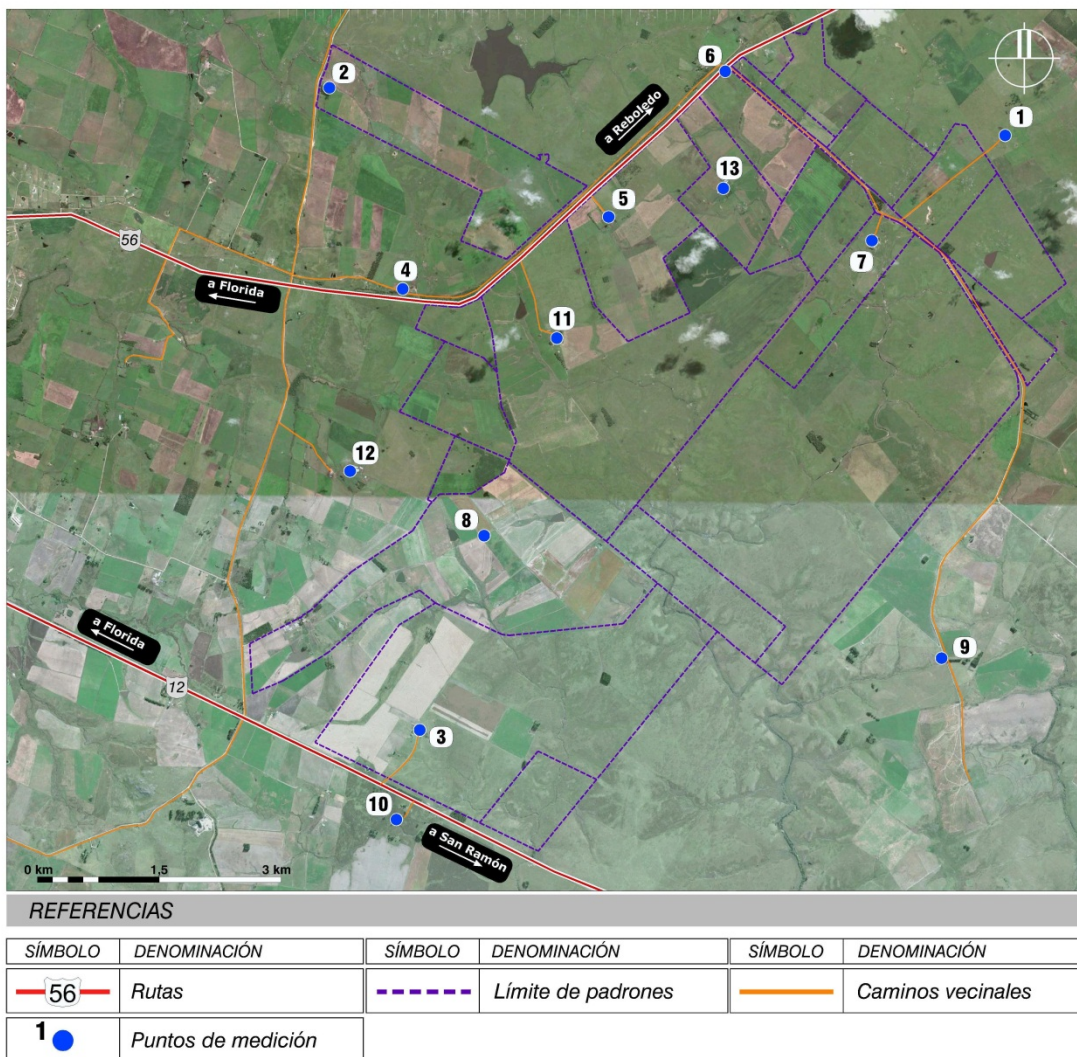 6
2
1
a Reboledo
13
5
56
7
4
a Florida
11
12
8
a Florida
9
12
3
10
a San Ramón
0 km 1,5 3 km
REFERENCIAS
SÍMBOLO DENOMINACIÓN SÍMBOLO DENOMINACIÓN SÍMBOLO DENOMINACIÓN
56 Rutas Límite de padrones Caminos vecinales
1 Puntos de medición